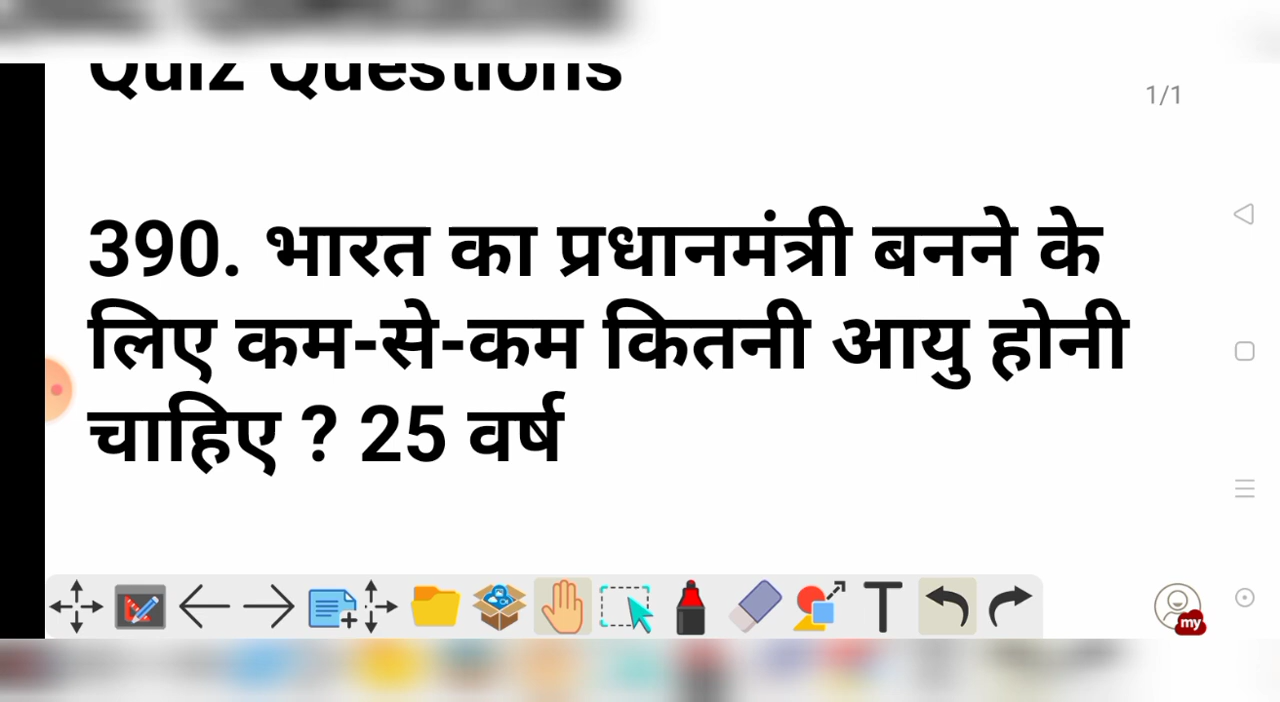 Quiz Questions
1/1
390. भारत का प्रधानमंत्री बनने के
लिए कम-से-कम कितनी आयु होनी
चाहिए ? 25 वर्ष
T
my